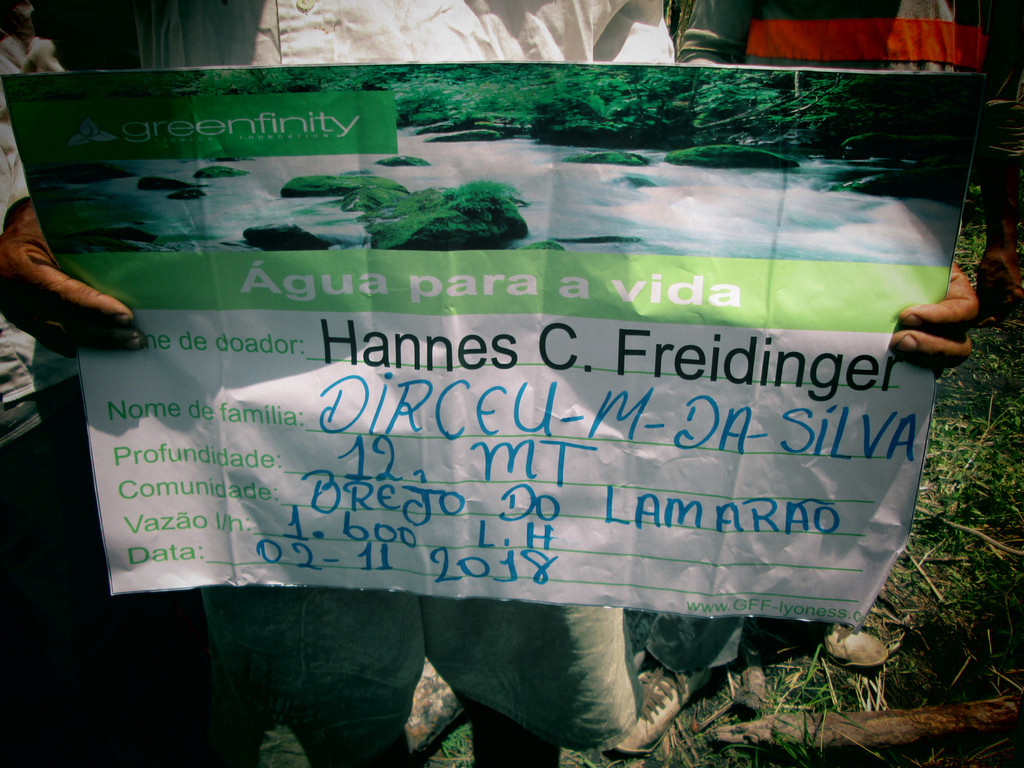 greenfinity
FOUNDATION
Água para a vida
me de doador: Hannes C. Freidinger
Nome de família: DIRCEU-M-DA-SILVA
Profundidade: 12 MT
Comunidade: BREJO DO LAMARÃO
Vazão l/h: 1.600 L.H
Data: 02-11 2018
www.GFF-lyoness.o